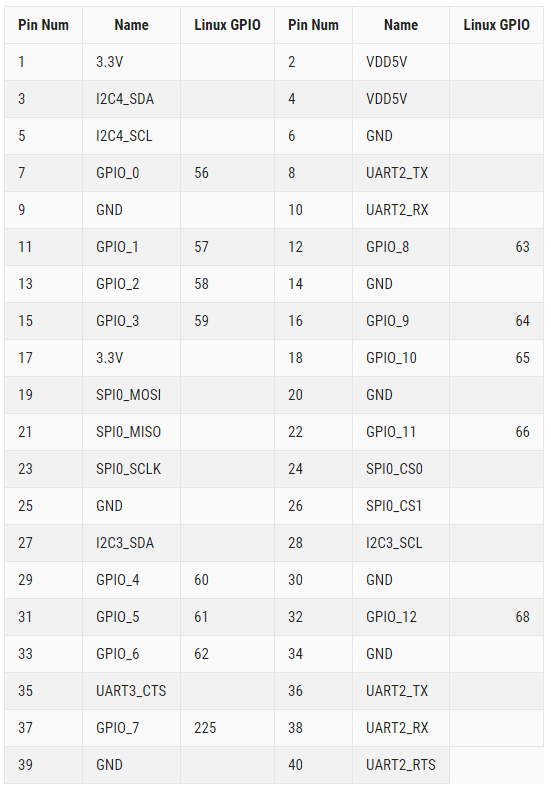 Pin Num Name Linux GPIO Pin Num Name Linux GPIO
1 3.3V 2 VDD5V
3 I2C4_SDA 4 VDD5V
5 I2C4_SCL 6 GND
7 GPIO_0 56 8 UART2_TX
9 GND 10 UART2_RX
11 GPIO_1 57 12 GPIO_8 63
13 GPIO_2 58 14 GND
15 GPIO_3 59 16 GPIO_9 64
17 3.3V 18 GPIO_10 65
19 SPI0_MOSI 20 GND
21 SPI0_MISO 22 GPIO_11 66
23 SPI0_SCLK 24 SPI0_CS0
25 GND 26 SPI0_CS1
27 I2C3_SDA 28 I2C3_SCL
29 GPIO_4 60 30 GND
31 GPIO_5 61 32 GPIO_12 68
33 GPIO_6 62 34 GND
35 UART3_CTS 36 UART2_TX
37 GPIO_7 225 38 UART2_RX
39 GND 40 UART2_RTS